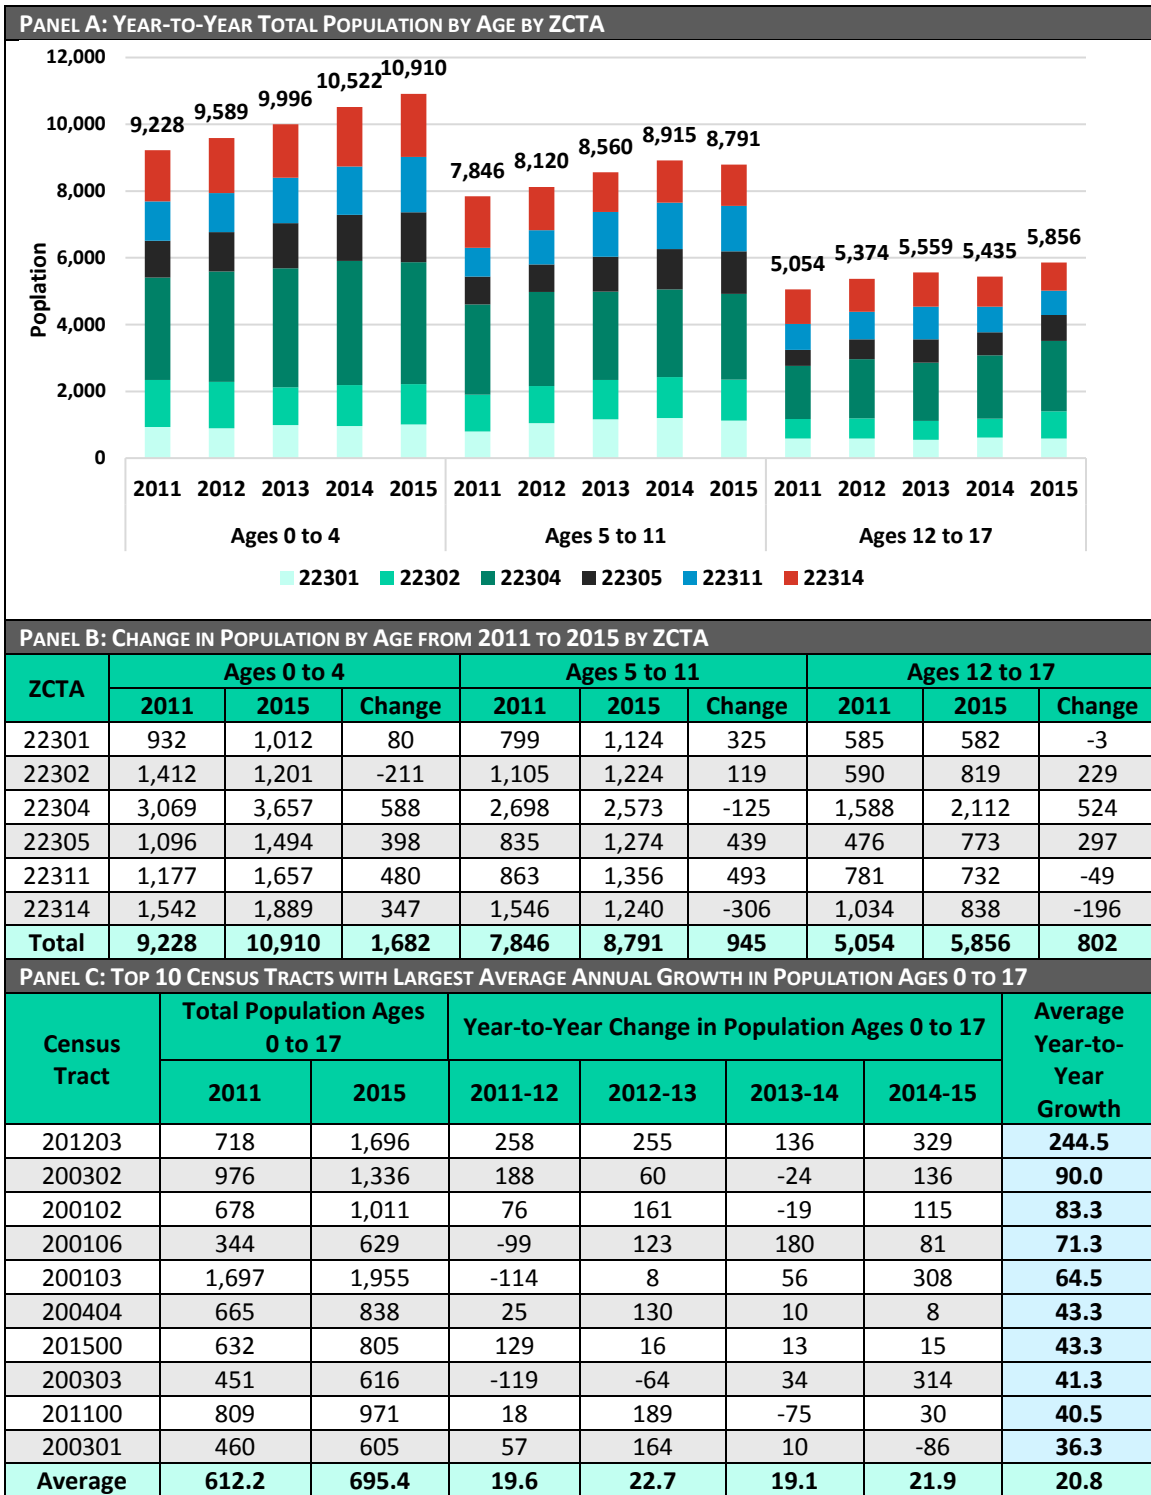 PANEL A: YEAR-TO-YEAR TOTAL POPULATION BY AGE BY ZCTA
12,000
10,000
8,000
6,000
4,000
2,000
0
Poplation
9,228 9,589 9,996 10,522 10,910
7,846 8,120 8,560 8,915 8,791
5,054 5,374 5,559 5,435 5,856
2011 2012 2013 2014 2015 2011 2012 2013 2014 2015 2011 2012 2013 2014 2015
Ages 0 to 4 Ages 5 to 11 Ages 12 to 17
22301 22302 22304 22305 22311 22314
PANEL B: CHANGE IN POPULATION BY AGE FROM 2011 TO 2015 BY ZCTA
ZCTA Ages 0 to 4 Ages 5 to 11 Ages 12 to 17
2011 2015 Change 2011 2015 Change 2011 2015 Change
22301 932 1,012 80 799 1,124 325 585 582 -3
22302 1,412 1,201 -211 1,105 1,224 119 590 819 229
22304 3,069 3,657 588 2,698 2,573 -125 1,588 2,112 524
22305 1,096 1,494 398 835 1,274 439 476 773 297
22311 1,177 1,657 480 863 1,356 493 781 732 -49
22314 1,542 1,889 347 1,546 1,240 -306 1,034 838 -196
Total 9,228 10,910 1,682 7,846 8,791 945 5,054 5,856 802
PANEL C: TOP 10 CENSUS TRACTS WITH LARGEST AVERAGE ANNUAL GROWTH IN POPULATION AGES 0 TO 17
Census
Tract
Total Population Ages
0 to 17
Year-to-Year Change in Population Ages 0 to 17
Average
Year-to-
Year
Growth
2011 2015 2011-12 2012-13 2013-14 2014-15
201203 718 1,696 258 255 136 329 244.5
200302 976 1,336 188 60 -24 136 90.0
200102 678 1,011 76 161 -19 115 83.3
200106 344 629 -99 123 180 81 71.3
200103 1,697 1,955 -114 8 56 308 64.5
200404 665 838 25 130 10 8 43.3
201500 632 805 129 16 13 15 43.3
200303 451 616 -119 -64 34 314 41.3
201100 809 971 18 189 -75 30 40.5
200301 460 605 57 164 10 -86 36.3
Average 612.2 695.4 19.6 22.7 19.1 21.9 20.8